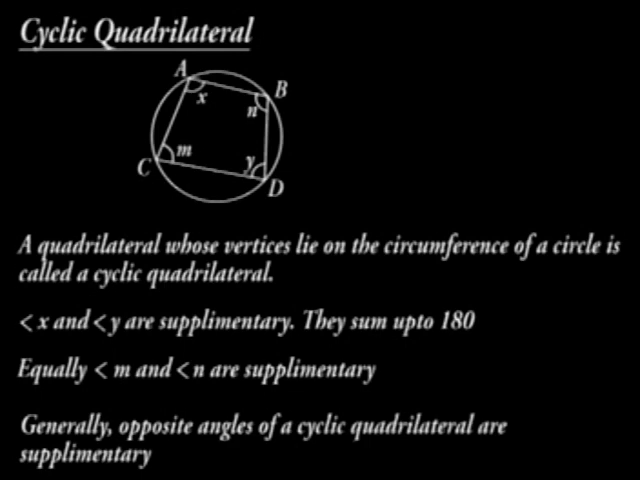 Cyclic Quadrilateral
A
B
x
n
m
y
C
D
A quadrilateral whose vertices lie on the circumference of a circle is
called a cyclic quadrilateral.
< x and < y are supplimentary. They sum upto 180
Equally < m and < n are supplimentary
Generally, opposite angles of a cyclic quadrilateral are
supplimentary